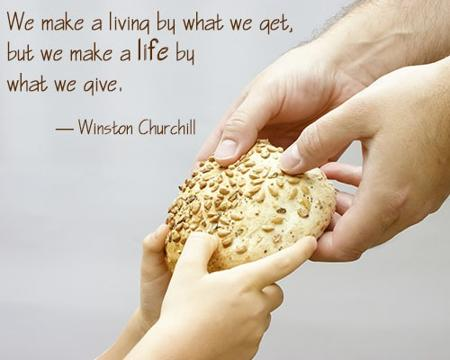 We make a living by what we get,
but we make a life by
what we give.
— Winston Churchill